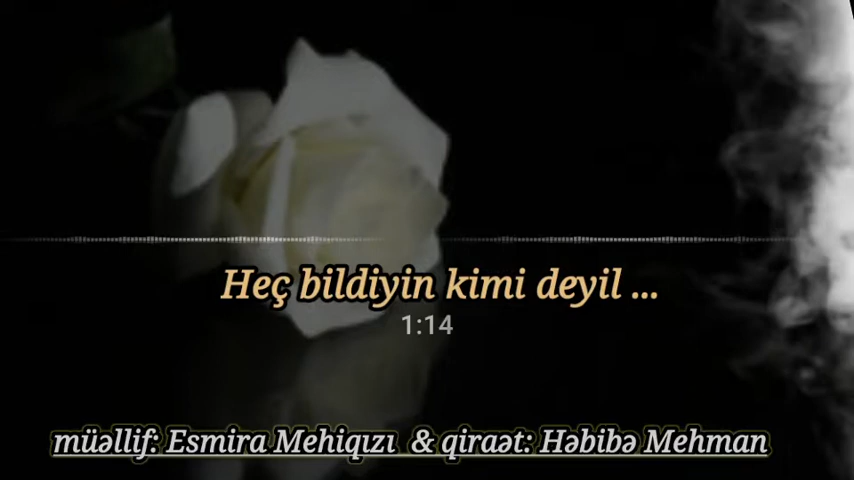 Heç bildiyin kimi deyil ...
1:14
müəllif: Esmira Mehiqızı & qiraət: Həbibə Mehman